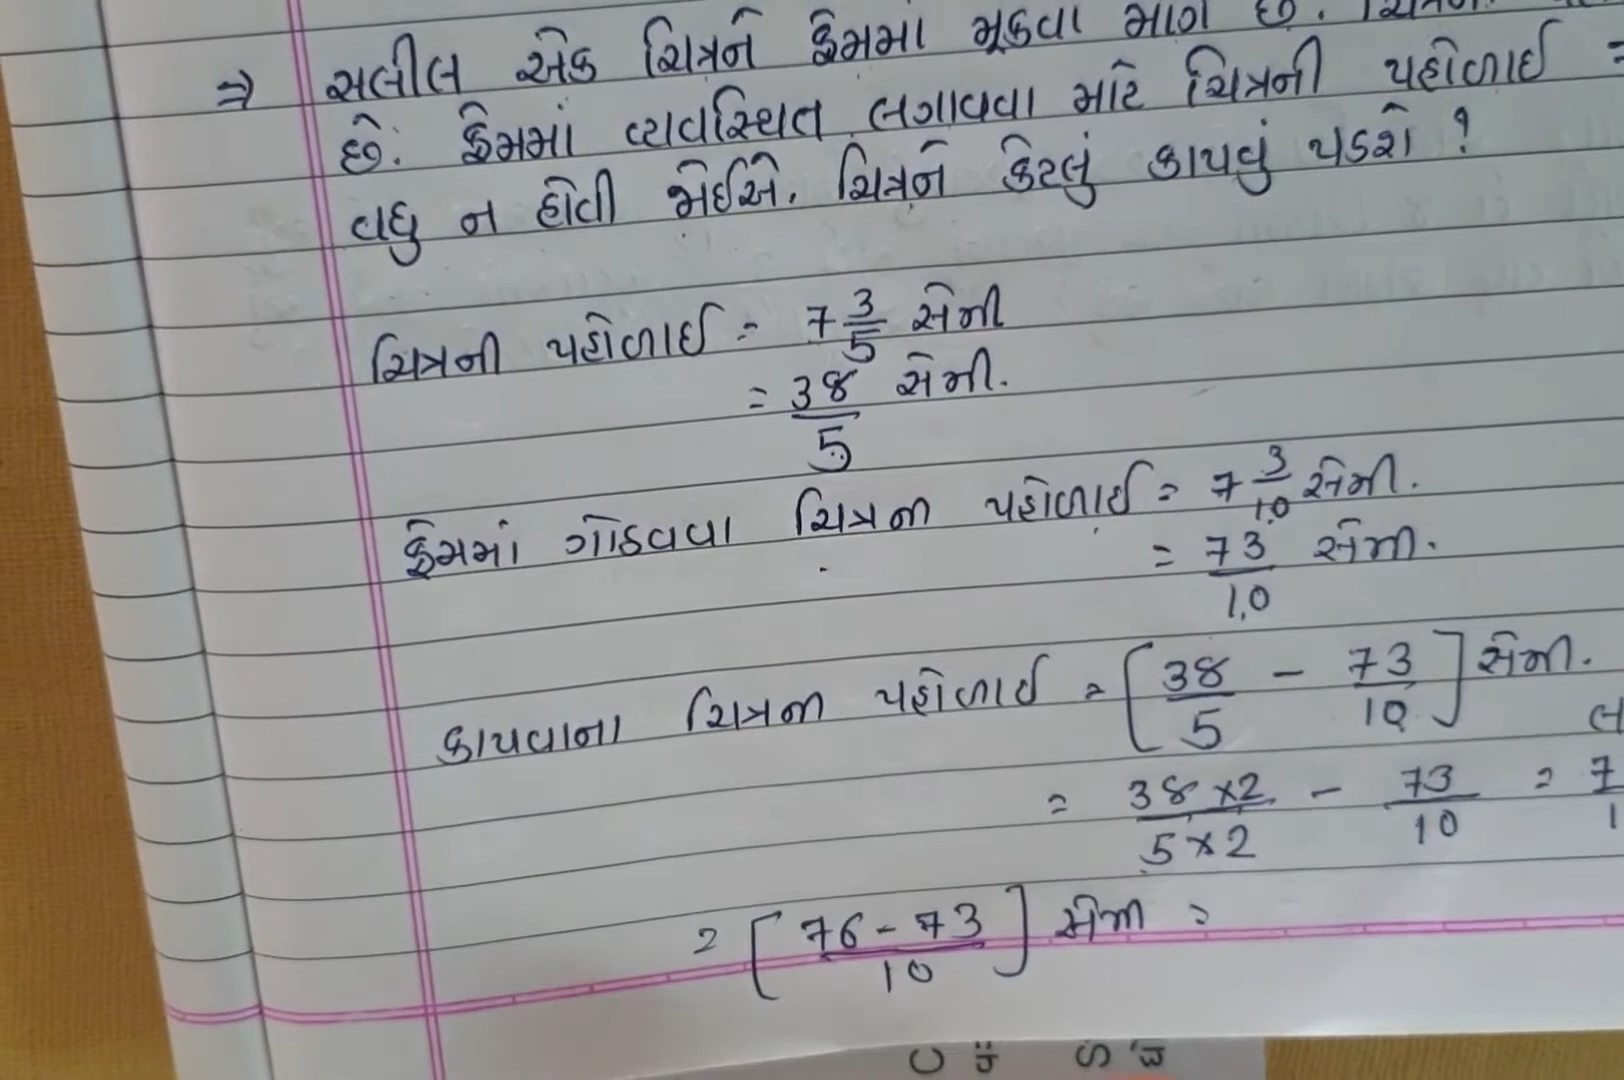 ⇒ સલીલ એક ચિત્રને ફ્રેમમાં મૂકવા માગે છે.
છે. ફ્રેમમાં વ્યવસ્થિત લગાવવા માટે ચિત્રની પહોળાઈ =
વધુ ન હોવી જોઈએ. ચિત્રને કેટલું કાપવું પડશે ?
ચિત્રની પહોળાઈ = 7 3/5 સેમી
= 38/5 સેમી.
ફ્રેમમાં ગોઠવવા ચિત્રની પહોળાઈ = 7 3/10 સેમી.
= 73/10 સેમી.
કાપવાના ચિત્રની પહોળાઈ = [38/5 - 73/10] સેમી.
= 38×2/5×2 - 73/10 =
= [76-73/10] સેમી =